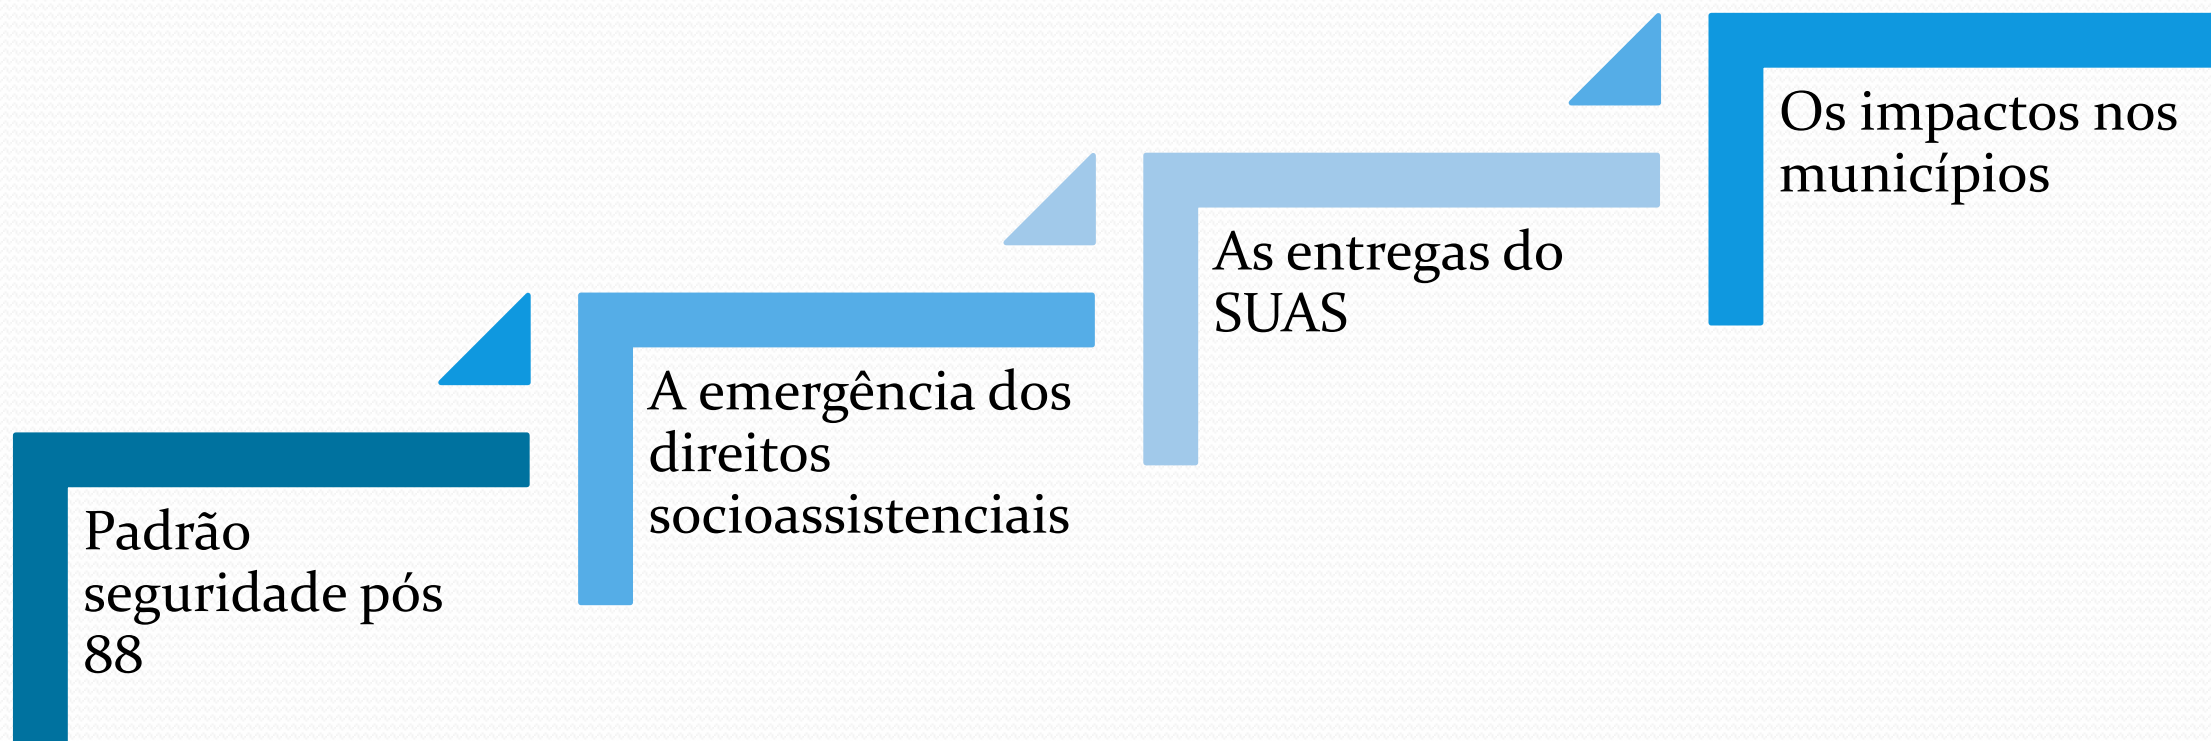 Padrão
seguridade pós
88
A emergência dos
direitos
socioassistenciais
As entregas do
SUAS
Os impactos nos
municípios